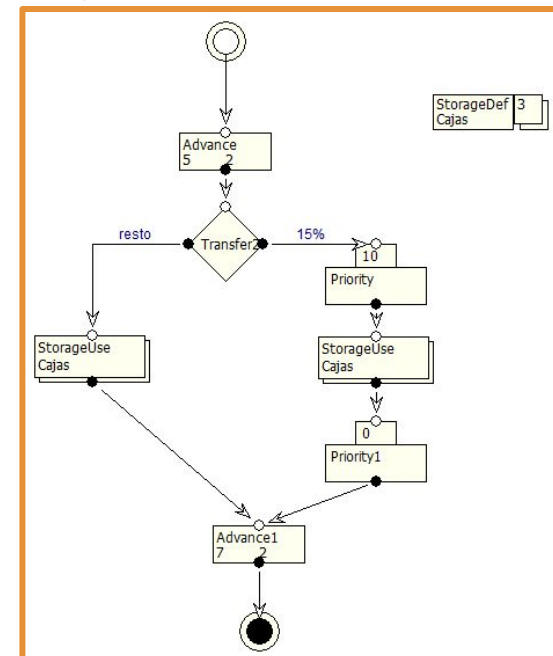 StorageDef 3
Cajas
Advance
5 2
resto
Transfer2
15%
10
Priority
StorageUse
Cajas
StorageUse
Cajas
0
Priority1
Advance1
7 2